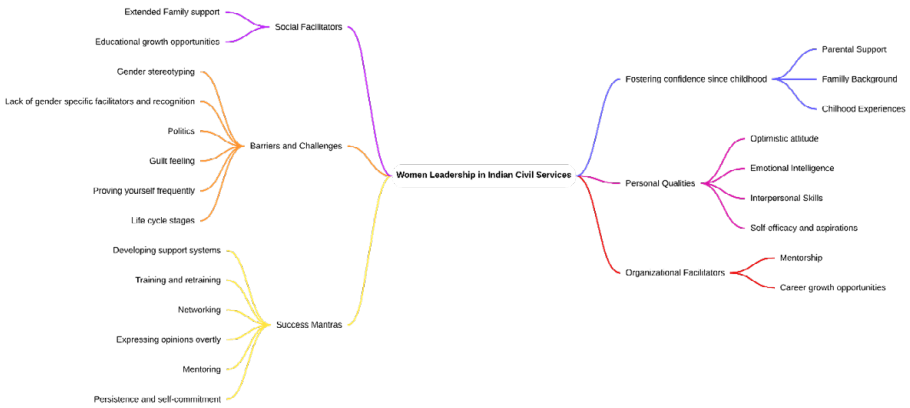 Extended Family support
Educational growth opportunities
Social Facilitators
Gender stereotyping
Lack of gender specific facilitators and recognition
Politics
Guilt feeling
Proving yourself frequently
Life cycle stages
Barriers and Challenges
Developing support systems
Training and retraining
Networking
Expressing opinions overtly
Mentoring
Persistence and self-commitment
Success Mantras
Women Leadership in Indian Civil Services
Fostering confidence since childhood
Parental Support
Familly Background
Chilhood Experiences
Personal Qualities
Optimistic attitude
Emotional Intelligence
Interpersonal Skills
Self efficacy and aspirations
Organizational Facilitators
Mentorship
Career growth opportunities